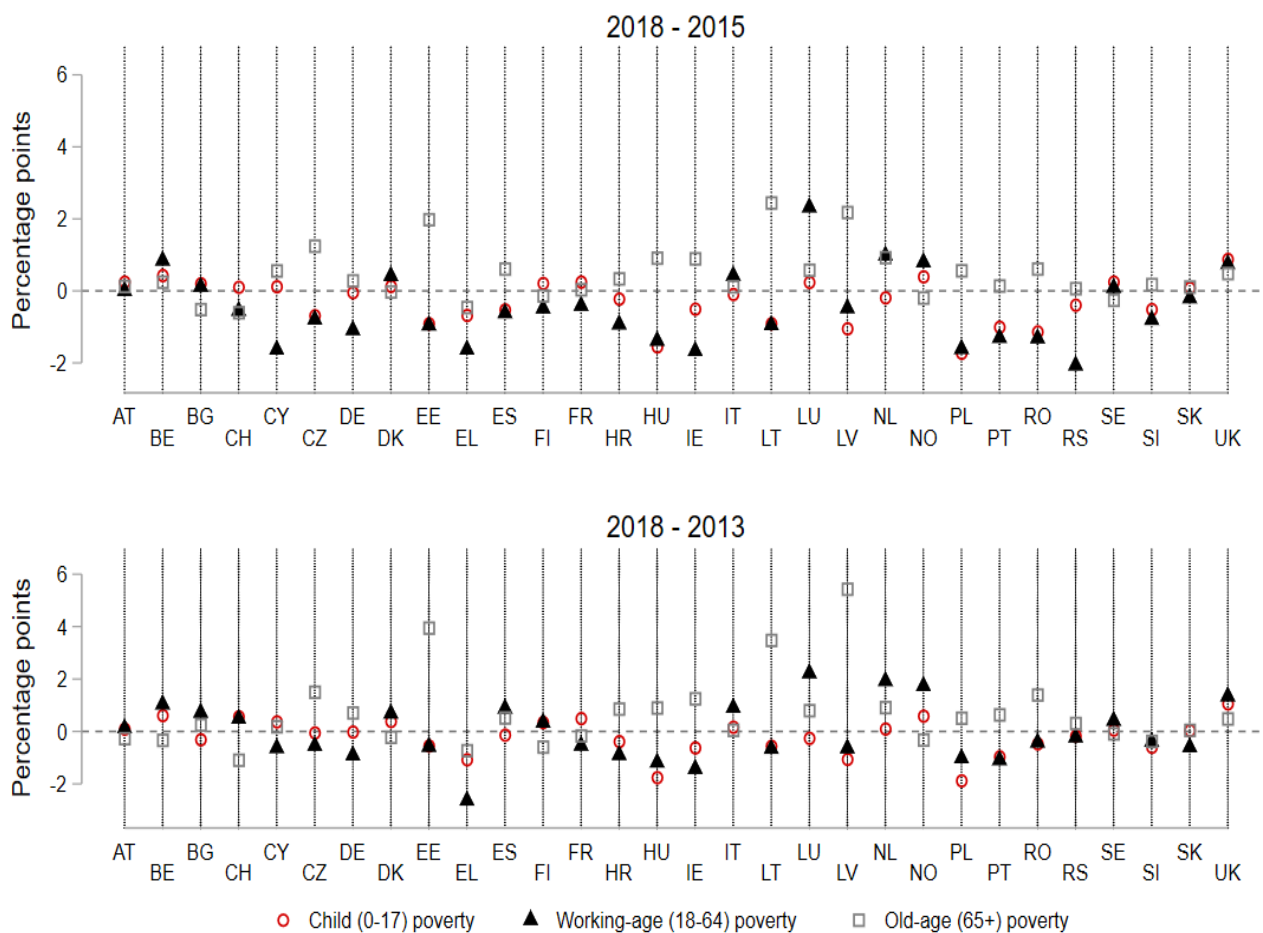 2018 - 2015
Percentage points
6
4
2
0
-2
AT BG CY DE EE ES FR HU IT LU NL PL RO SE SK
BE CH CZ DK EL FI HR IE LT LV NO PT RS SI UK
2018 - 2013
Percentage points
6
4
2
0
-2
AT BG CY DE EE ES FR HU IT LU NL PL RO SE SK
BE CH CZ DK EL FI HR IE LT LV NO PT RS SI UK
Child (0-17) poverty Working-age (18-64) poverty Old-age (65+) poverty